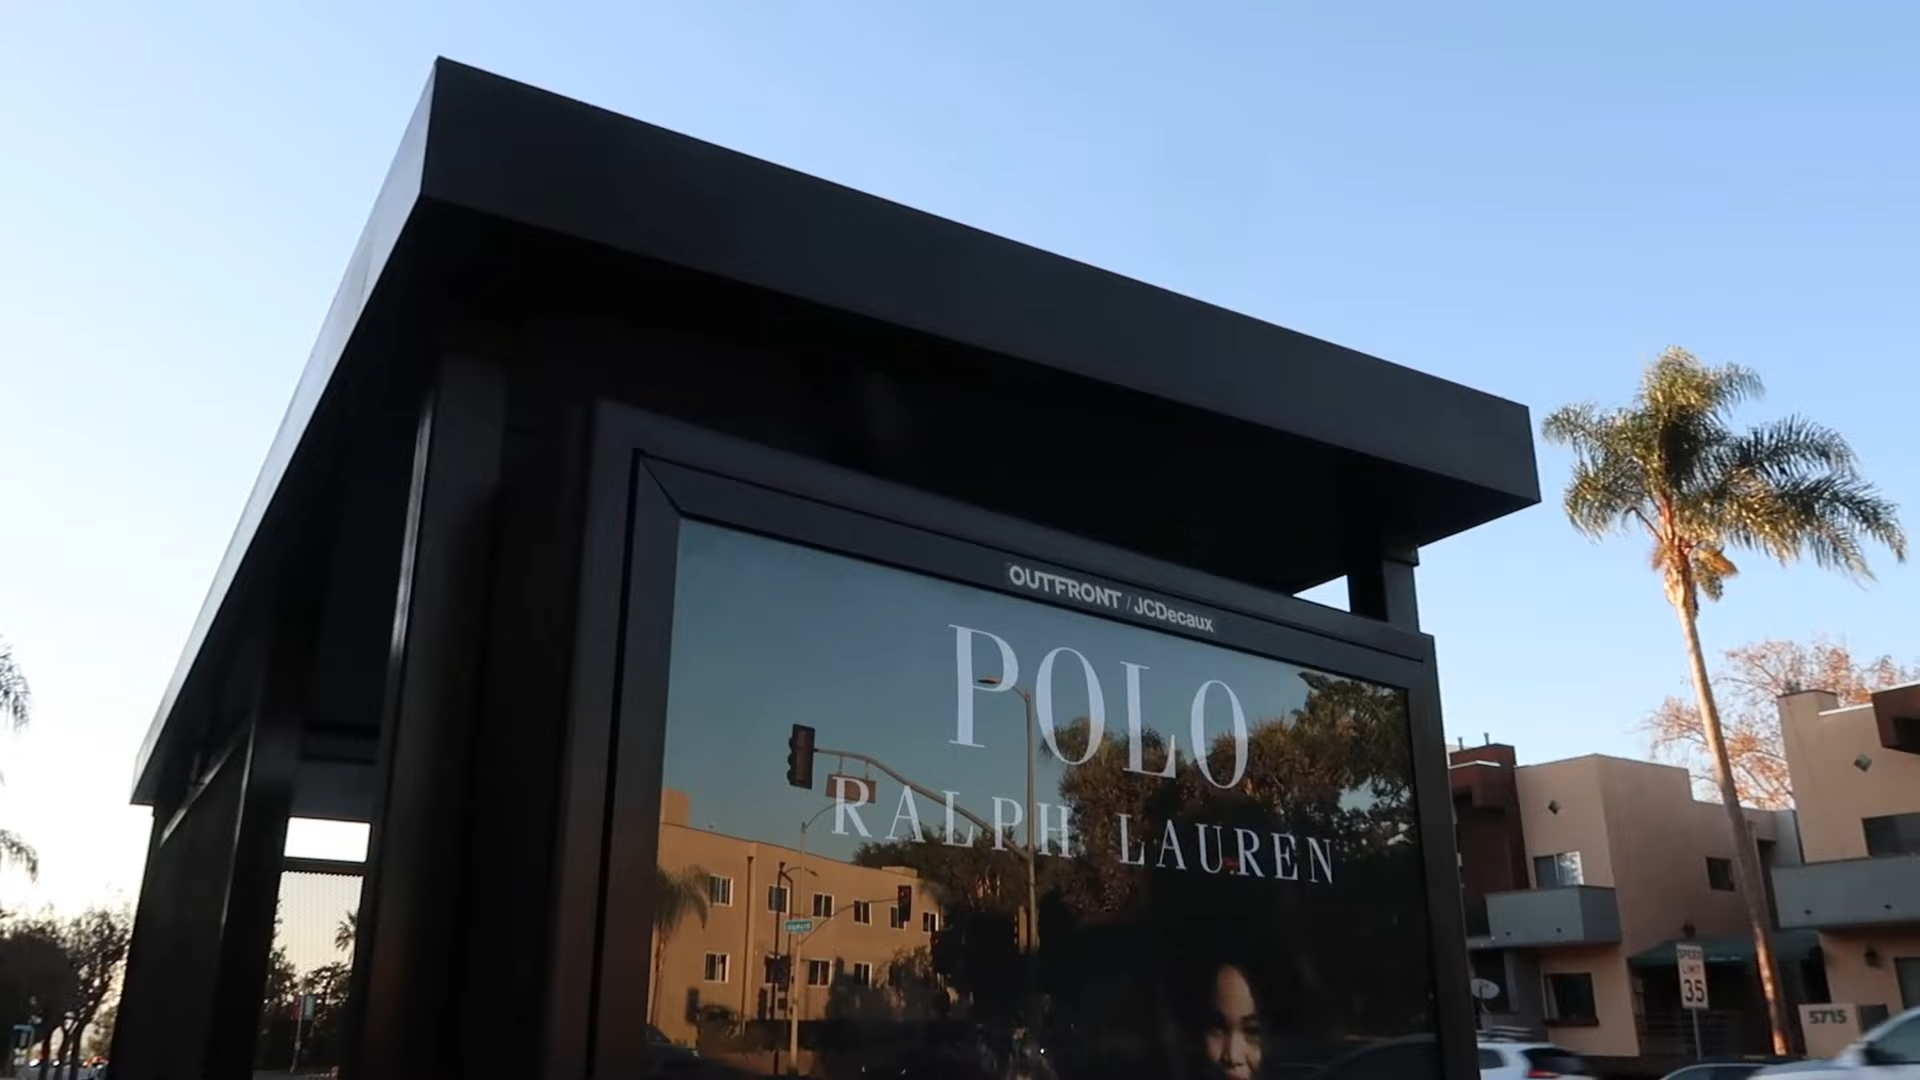 OUTFRONT / JCDecaux
POLO
RALPH LAUREN
SPEED
LIMIT
35
5715